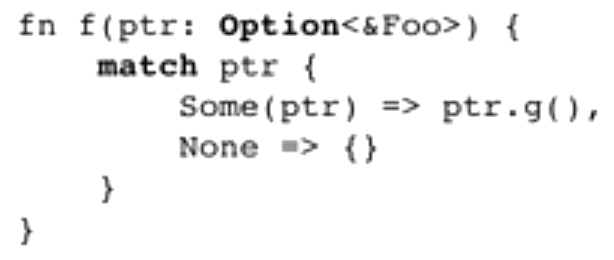 fn f(ptr: Option<&Foo>) {
    match ptr {
        Some(ptr) => ptr.g(),
        None => {}
    }
}